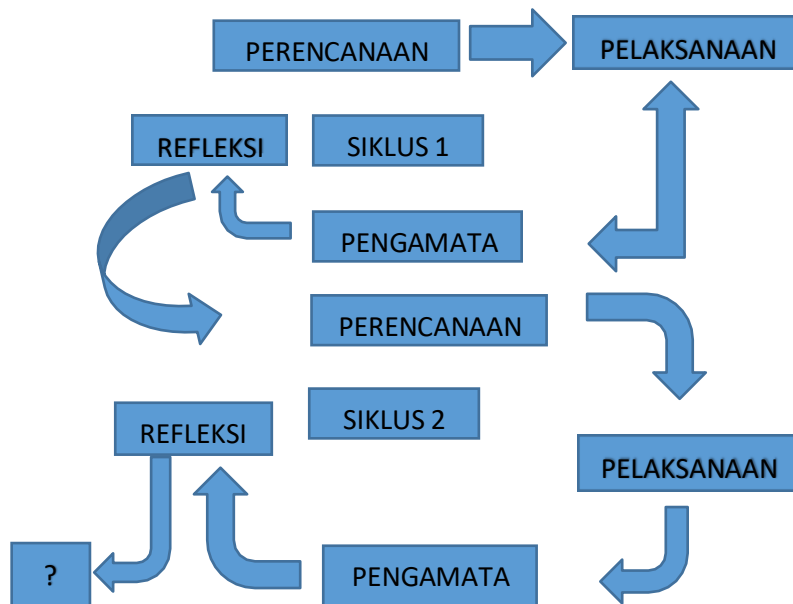 PERENCANAAN
PELAKSANAAN
REFLEKSI
SIKLUS 1
PENGAMATA
PERENCANAAN
SIKLUS 2
REFLEKSI
PELAKSANAAN
PENGAMATA
?